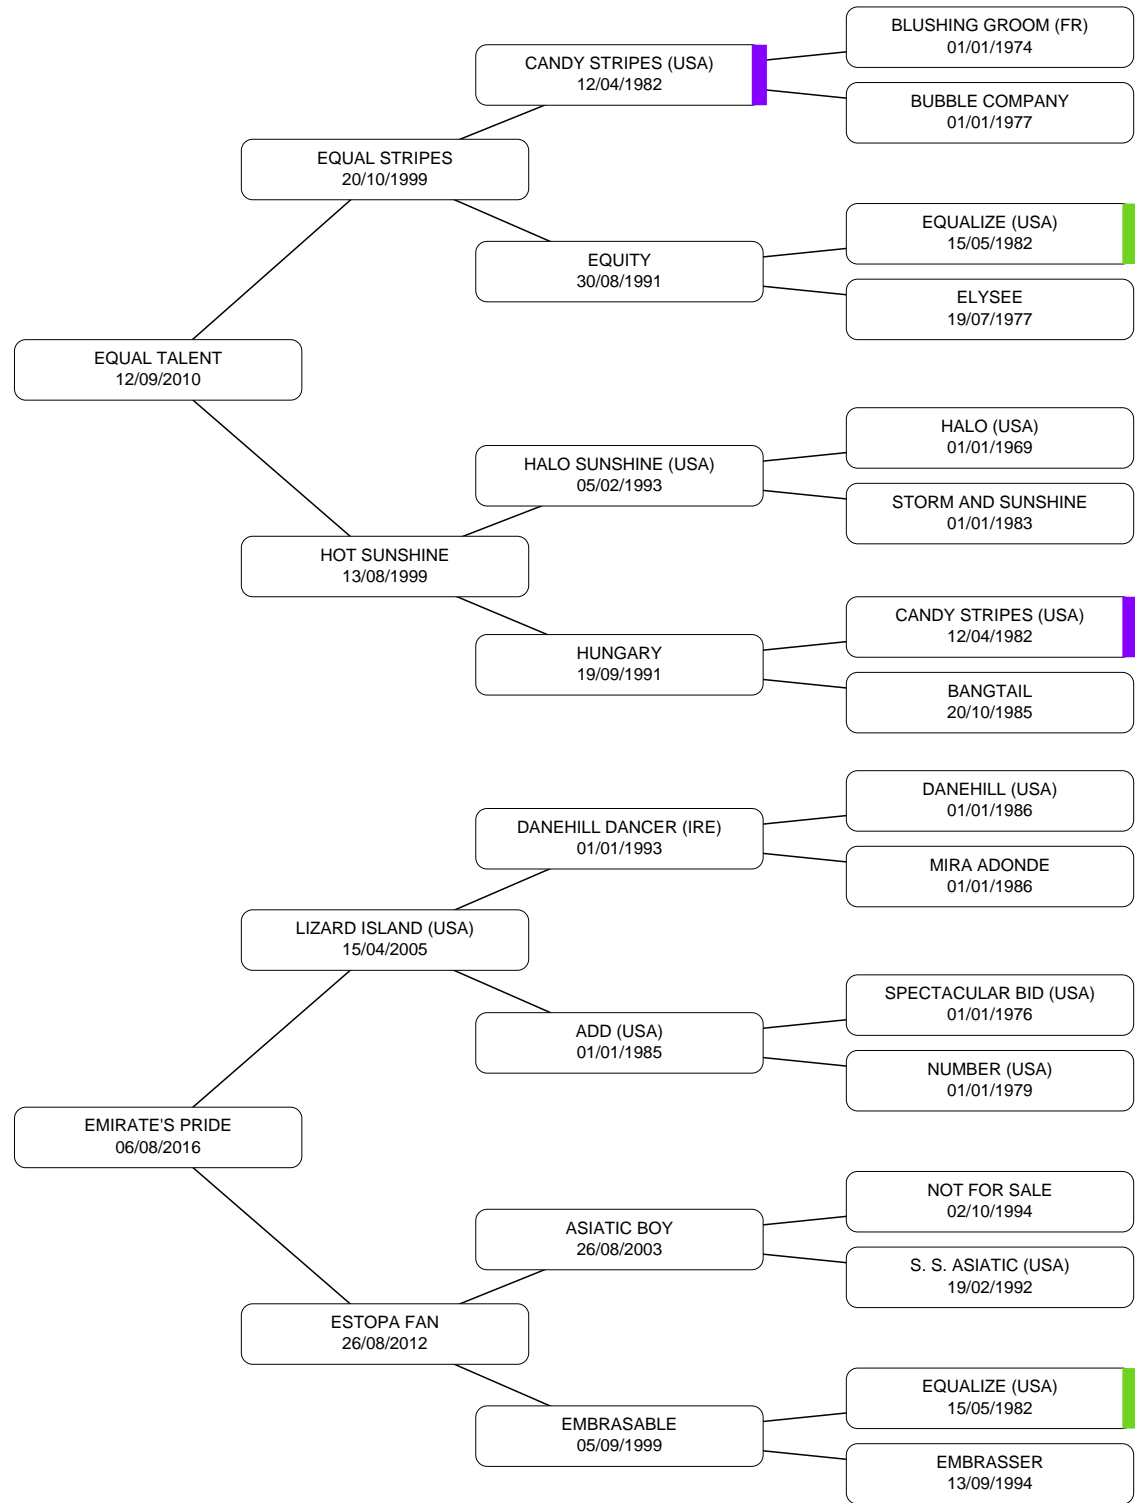 BLUSHING GROOM (FR)
01/01/1974
CANDY STRIPES (USA)
12/04/1982
BUBBLE COMPANY
01/01/1977
EQUAL STRIPES
20/10/1999
EQUALIZE (USA)
15/05/1982
EQUITY
30/08/1991
ELYSEE
19/07/1977
EQUAL TALENT
12/09/2010
HALO (USA)
01/01/1969
HALO SUNSHINE (USA)
05/02/1993
STORM AND SUNSHINE
01/01/1983
HOT SUNSHINE
13/08/1999
CANDY STRIPES (USA)
12/04/1982
HUNGARY
19/09/1991
BANGTAIL
20/10/1985
DANEHILL (USA)
01/01/1986
DANEHILL DANCER (IRE)
01/01/1993
MIRA ADONDE
01/01/1986
LIZARD ISLAND (USA)
15/04/2005
SPECTACULAR BID (USA)
01/01/1976
ADD (USA)
01/01/1985
NUMBER (USA)
01/01/1979
EMIRATE'S PRIDE
06/08/2016
NOT FOR SALE
02/10/1994
ASIATIC BOY
26/08/2003
S. S. ASIATIC (USA)
19/02/1992
ESTOPA FAN
26/08/2012
EQUALIZE (USA)
15/05/1982
EMBRASABLE
05/09/1999
EMBRASSER
13/09/1994